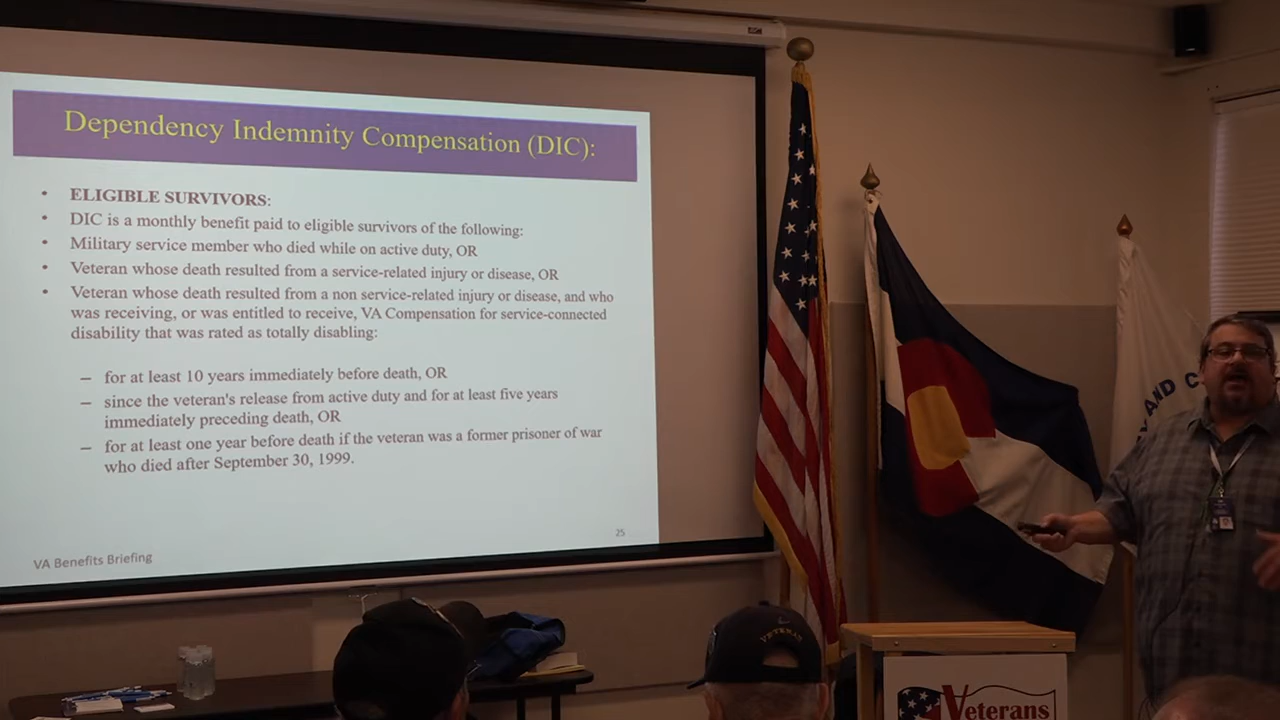 Dependency Indemnity Compensation (DIC):
• ELIGIBLE SURVIVORS:
• DIC is a monthly benefit paid to eligible survivors of the following:
• Military service member who died while on active duty, OR
• Veteran whose death resulted from a service-related injury or disease, OR
• Veteran whose death resulted from a non service-related injury or disease, and who
was receiving, or was entitled to receive, VA Compensation for service-connected
disability that was rated as totally disabling:
– for at least 10 years immediately before death, OR
– since the veteran's release from active duty and for at least five years
immediately preceding death, OR
– for at least one year before death if the veteran was a former prisoner of war
who died after September 30, 1999.
25
VA Benefits Briefing
AND
VETERAN
Veterans